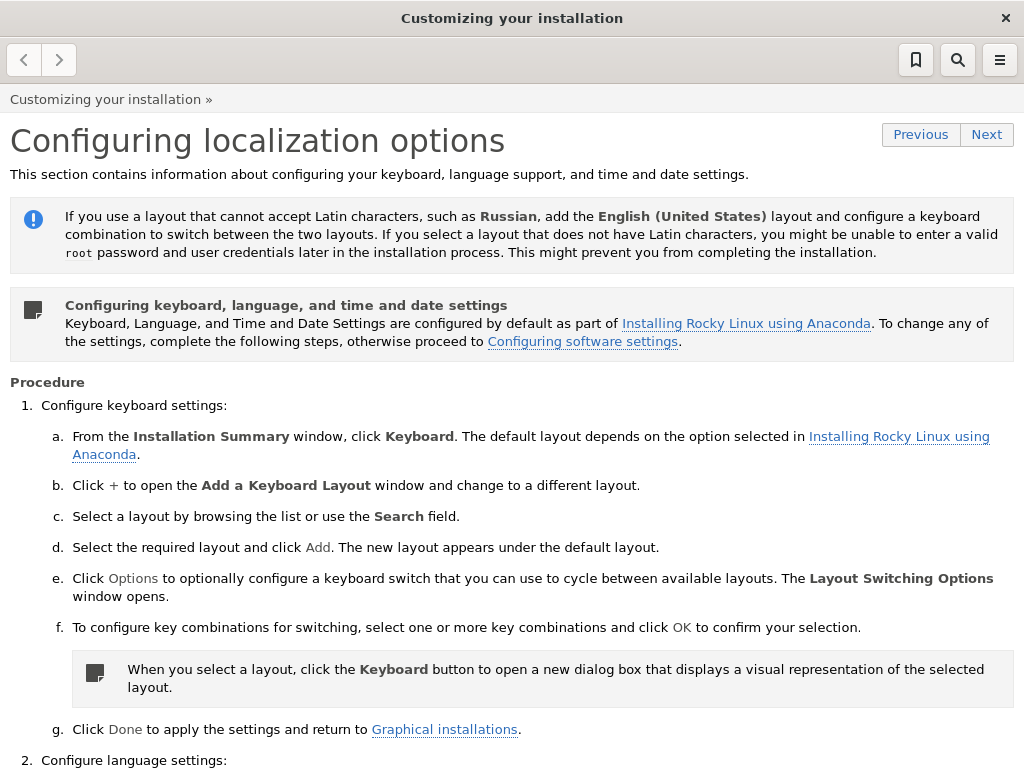 Customizing your installation
Customizing your installation »
Configuring localization options
Previous
Next
This section contains information about configuring your keyboard, language support, and time and date settings.
If you use a layout that cannot accept Latin characters, such as Russian, add the English (United States) layout and configure a keyboard
combination to switch between the two layouts. If you select a layout that does not have Latin characters, you might be unable to enter a valid
root password and user credentials later in the installation process. This might prevent you from completing the installation.
Configuring keyboard, language, and time and date settings
Keyboard, Language, and Time and Date Settings are configured by default as part of Installing Rocky Linux using Anaconda. To change any of
the settings, complete the following steps, otherwise proceed to Configuring software settings.
Procedure
1. Configure keyboard settings:
a. From the Installation Summary window, click Keyboard. The default layout depends on the option selected in Installing Rocky Linux using
Anaconda.
b. Click + to open the Add a Keyboard Layout window and change to a different layout.
c. Select a layout by browsing the list or use the Search field.
d. Select the required layout and click Add. The new layout appears under the default layout.
e. Click Options to optionally configure a keyboard switch that you can use to cycle between available layouts. The Layout Switching Options
window opens.
f. To configure key combinations for switching, select one or more key combinations and click OK to confirm your selection.
When you select a layout, click the Keyboard button to open a new dialog box that displays a visual representation of the selected
layout.
g. Click Done to apply the settings and return to Graphical installations.
2. Configure language settings: